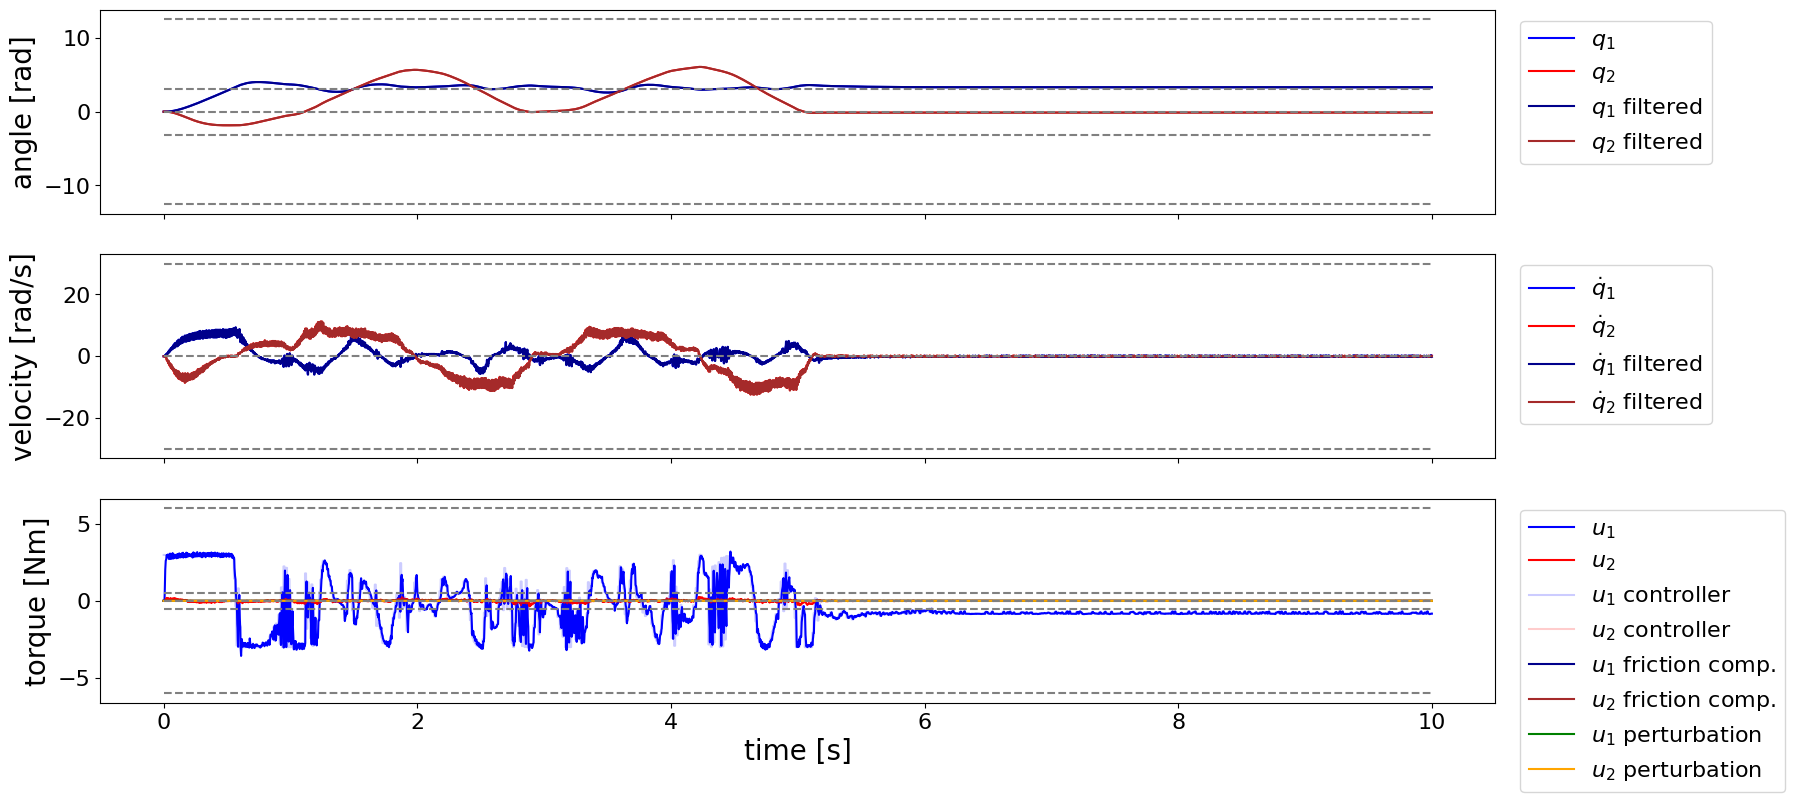 angle [rad]
10
0
−10
q₁
q₂
q₁ filtered
q₂ filtered
velocity [rad/s]
20
0
−20
q̇₁
q̇₂
q̇₁ filtered
q̇₂ filtered
torque [Nm]
5
0
−5
0 2 4 6 8 10
time [s]
u₁
u₂
u₁ controller
u₂ controller
u₁ friction comp.
u₂ friction comp.
u₁ perturbation
u₂ perturbation